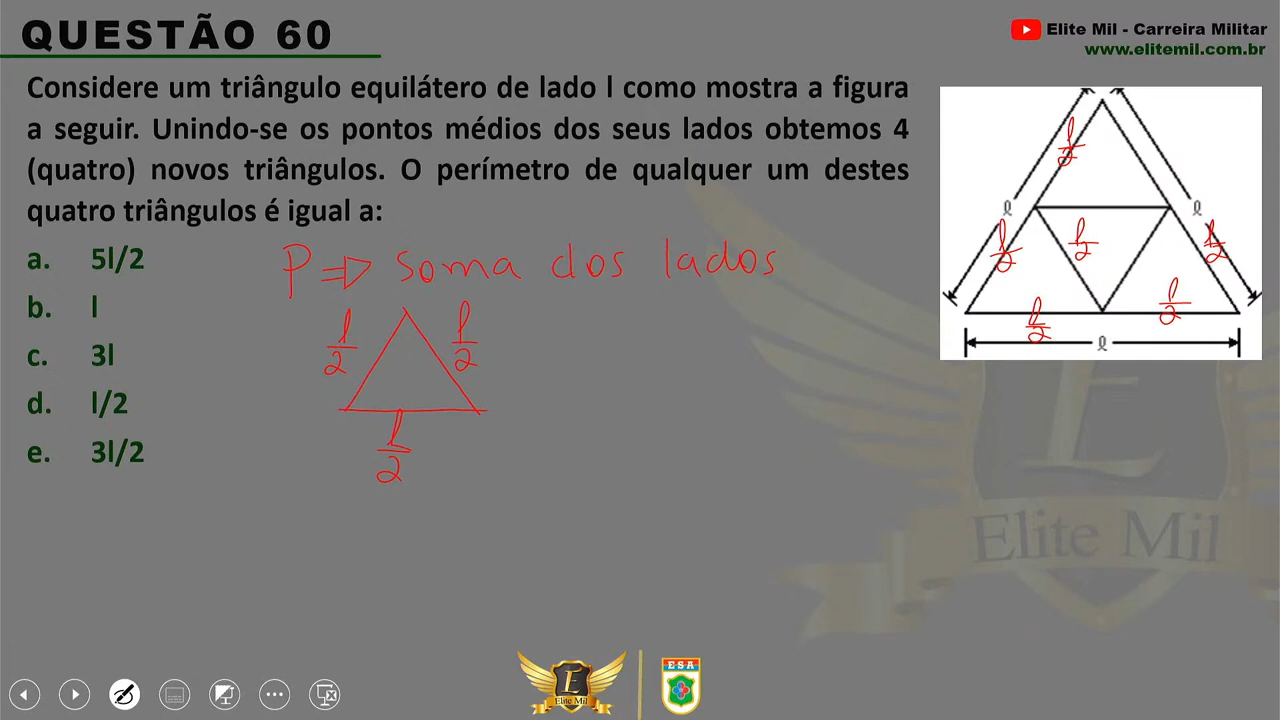 QUESTÃO 60
Elite Mil - Carreira Militar
www.elitemil.com.br
Considere um triângulo equilátero de lado l como mostra a figura
a seguir. Unindo-se os pontos médios dos seus lados obtemos 4
(quatro) novos triângulos. O perímetro de qualquer um destes
quatro triângulos é igual a:
a. 5l/2
b. l
c. 3l
d. l/2
e. 3l/2
P ⇒ soma dos lados
l/2 l/2
l/2
l/2
ℓ ℓ
l/2 l/2 l/2
l/2 l/2
ℓ
Elite Mil
Elite Mil
ESA